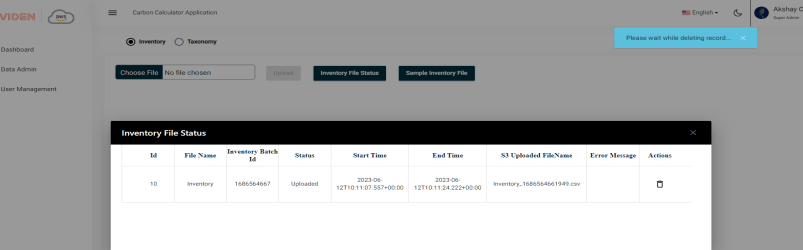 VIDEN aws
Carbon Calculator Application
English
Akshay C
Super Admin
Please wait while deleting record... ×
Dashboard
Data Admin
User Management
Inventory Taxonomy
Choose File No file chosen Upload Inventory File Status Sample Inventory File
Inventory File Status ×
Id File Name Inventory Batch Id Status Start Time End Time S3 Uploaded FileName Error Message Actions
10 Inventory 1686564667 Uploaded 2023-06-12T10:11:07.557+00:00 2023-06-12T10:11:24.222+00:00 Inventory_1686564661949.csv